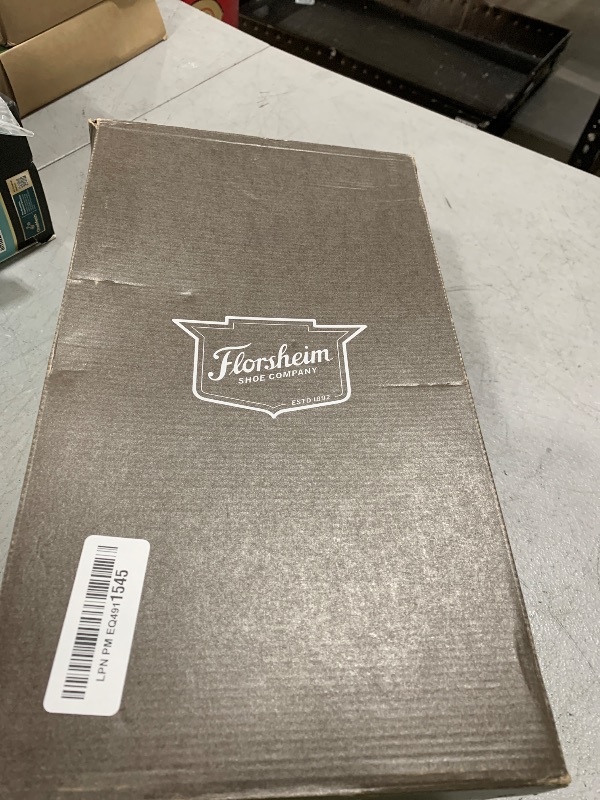 Florsheim
SHOE COMPANY
ESTD 1892
LPN PM EQ4911545